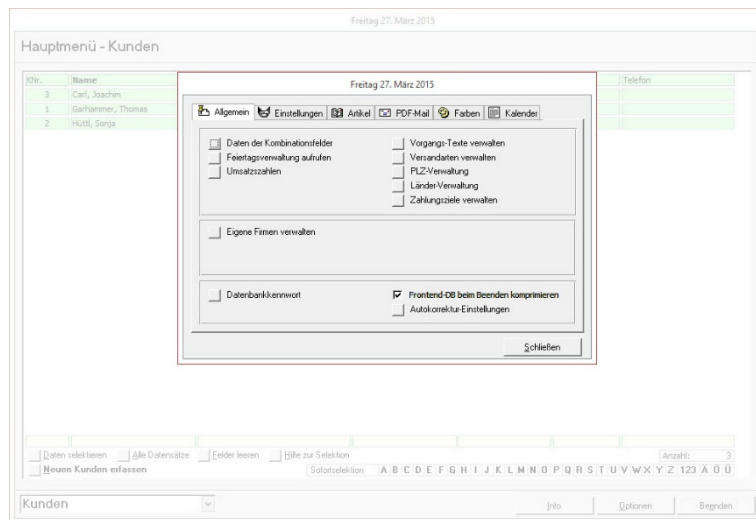 Freitag 27. März 2015
Hauptmenü - Kunden
KNr. Name Telefon
3 Carl, Joachim
1 Garhammer, Thomas
2 Hüttl, Sonja
Freitag 27. März 2015
Allgemein Einstellungen Artikel PDF-Mail Farben Kalender
Daten der Kombinationsfelder Vorgangs-Texte verwalten
Feiertagsverwaltung aufrufen Versandarten verwalten
Umsatzszahlen PLZ-Verwaltung
Länder-Verwaltung
Zahlungsziele verwalten
Eigene Firmen verwalten
Datenbankkennwort Frontend-DB beim Beenden komprimieren
Autokorrektur-Einstellungen
Schließen
Daten selektieren Alle Datensätze Felder leeren Hilfe zur Selektion Anzahl: 3
Neuen Kunden erfassen Sofortselektion A B C D E F G H I J K L M N O P Q R S T U V W X Y Z 123 Ä Ö Ü
Kunden Info Optionen Beenden